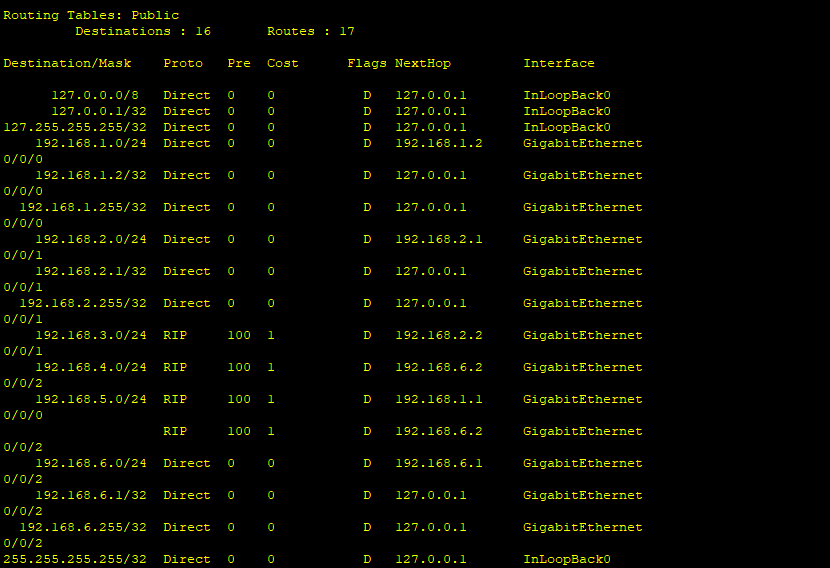 Routing Tables: Public
         Destinations : 16       Routes : 17

Destination/Mask    Proto   Pre  Cost      Flags NextHop         Interface

      127.0.0.0/8   Direct  0    0           D   127.0.0.1       InLoopBack0
      127.0.0.1/32  Direct  0    0           D   127.0.0.1       InLoopBack0
127.255.255.255/32  Direct  0    0           D   127.0.0.1       InLoopBack0
    192.168.1.0/24  Direct  0    0           D   192.168.1.2     GigabitEthernet
0/0/0
    192.168.1.2/32  Direct  0    0           D   127.0.0.1       GigabitEthernet
0/0/0
  192.168.1.255/32  Direct  0    0           D   127.0.0.1       GigabitEthernet
0/0/0
    192.168.2.0/24  Direct  0    0           D   192.168.2.1     GigabitEthernet
0/0/1
    192.168.2.1/32  Direct  0    0           D   127.0.0.1       GigabitEthernet
0/0/1
  192.168.2.255/32  Direct  0    0           D   127.0.0.1       GigabitEthernet
0/0/1
    192.168.3.0/24  RIP     100  1           D   192.168.2.2     GigabitEthernet
0/0/1
    192.168.4.0/24  RIP     100  1           D   192.168.6.2     GigabitEthernet
0/0/2
    192.168.5.0/24  RIP     100  1           D   192.168.1.1     GigabitEthernet
0/0/0
                    RIP     100  1           D   192.168.6.2     GigabitEthernet
0/0/2
    192.168.6.0/24  Direct  0    0           D   192.168.6.1     GigabitEthernet
0/0/2
    192.168.6.1/32  Direct  0    0           D   127.0.0.1       GigabitEthernet
0/0/2
  192.168.6.255/32  Direct  0    0           D   127.0.0.1       GigabitEthernet
0/0/2
255.255.255.255/32  Direct  0    0           D   127.0.0.1       InLoopBack0